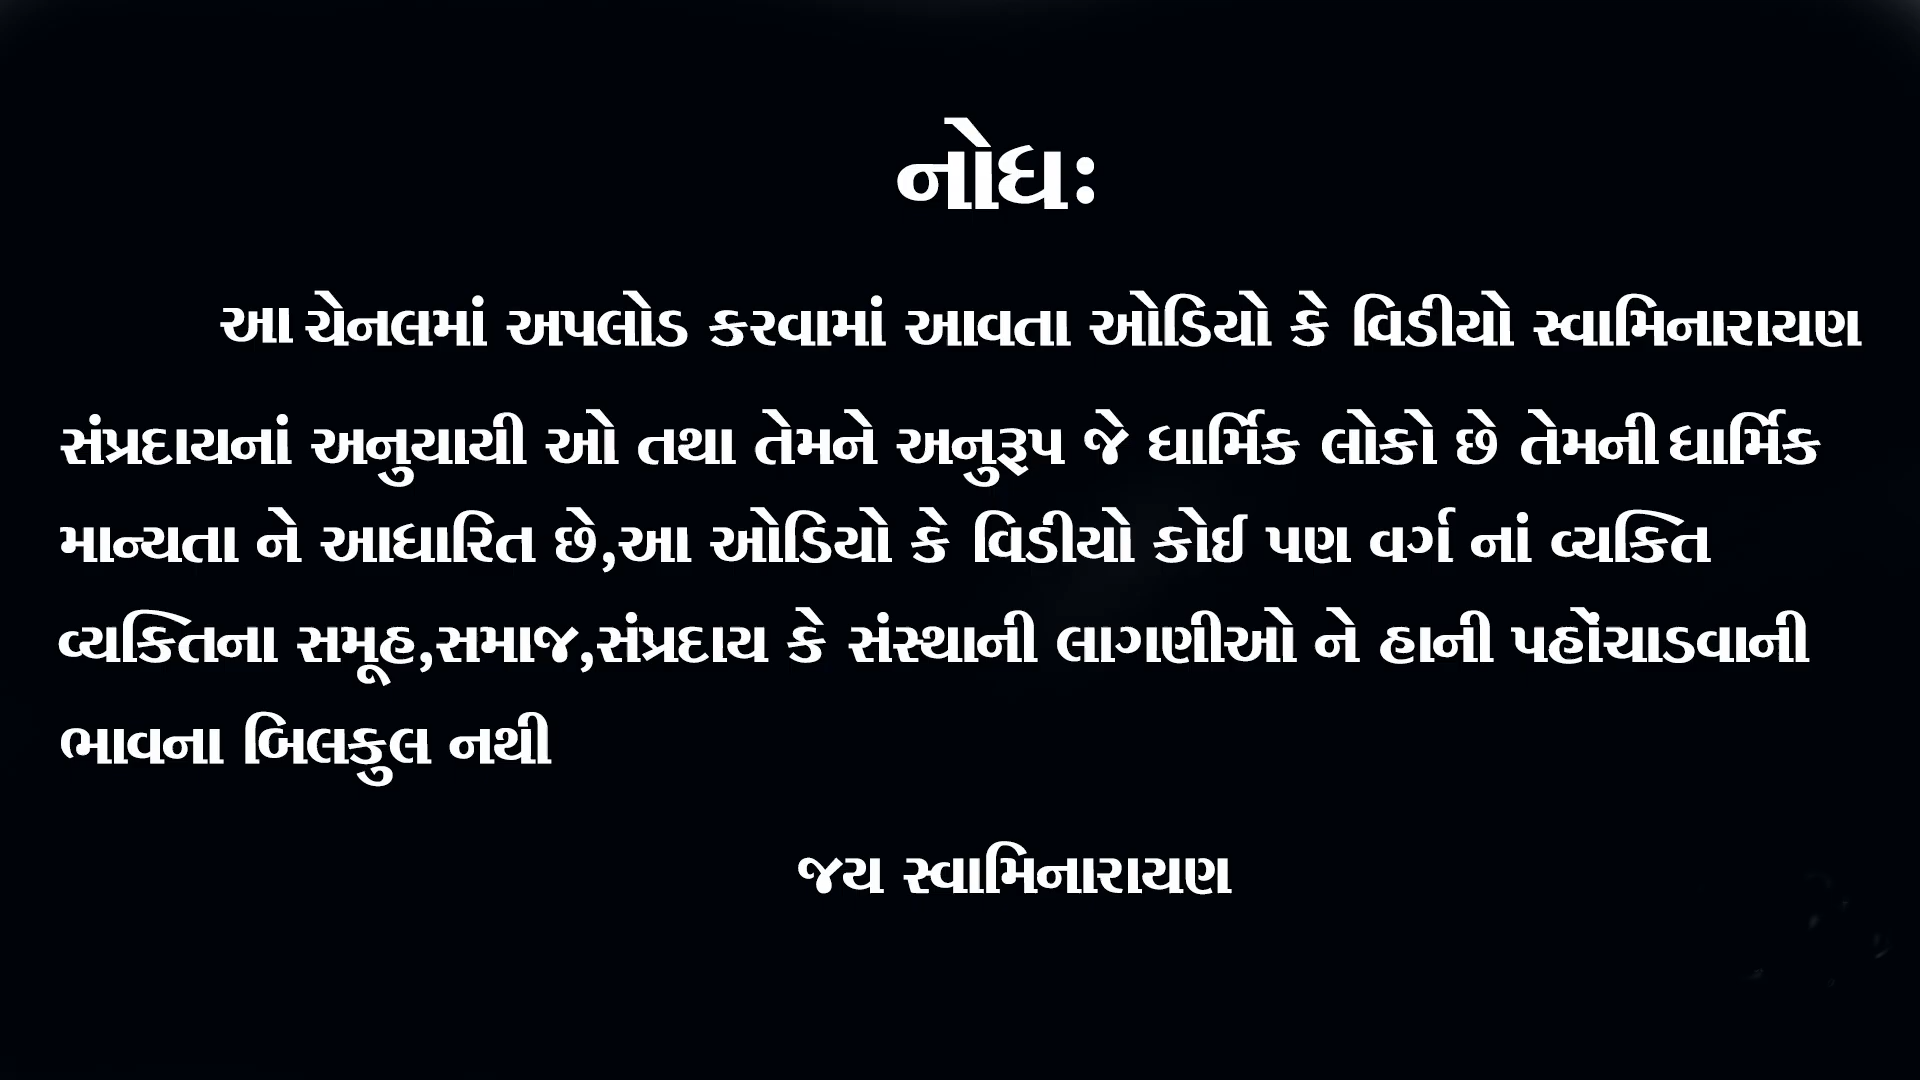 નોધઃ
આ ચેનલમાં અપલોડ કરવામાં આવતા ઓડિયો કે વિડીયો સ્વામિનારાયણ
સંપ્રદાયનાં અનુયાયી ઓ તથા તેમને અનુરૂપ જે ધાર્મિક લોકો છે તેમની ધાર્મિક
માન્યતા ને આધારિત છે,આ ઓડિયો કે વિડીયો કોઈ પણ વર્ગ નાં વ્યક્તિ
વ્યક્તિના સમૂહ,સમાજ,સંપ્રદાય કે સંસ્થાની લાગણીઓ ને હાની પહોંચાડવાની
ભાવના બિલકુલ નથી
જય સ્વામિનારાયણ